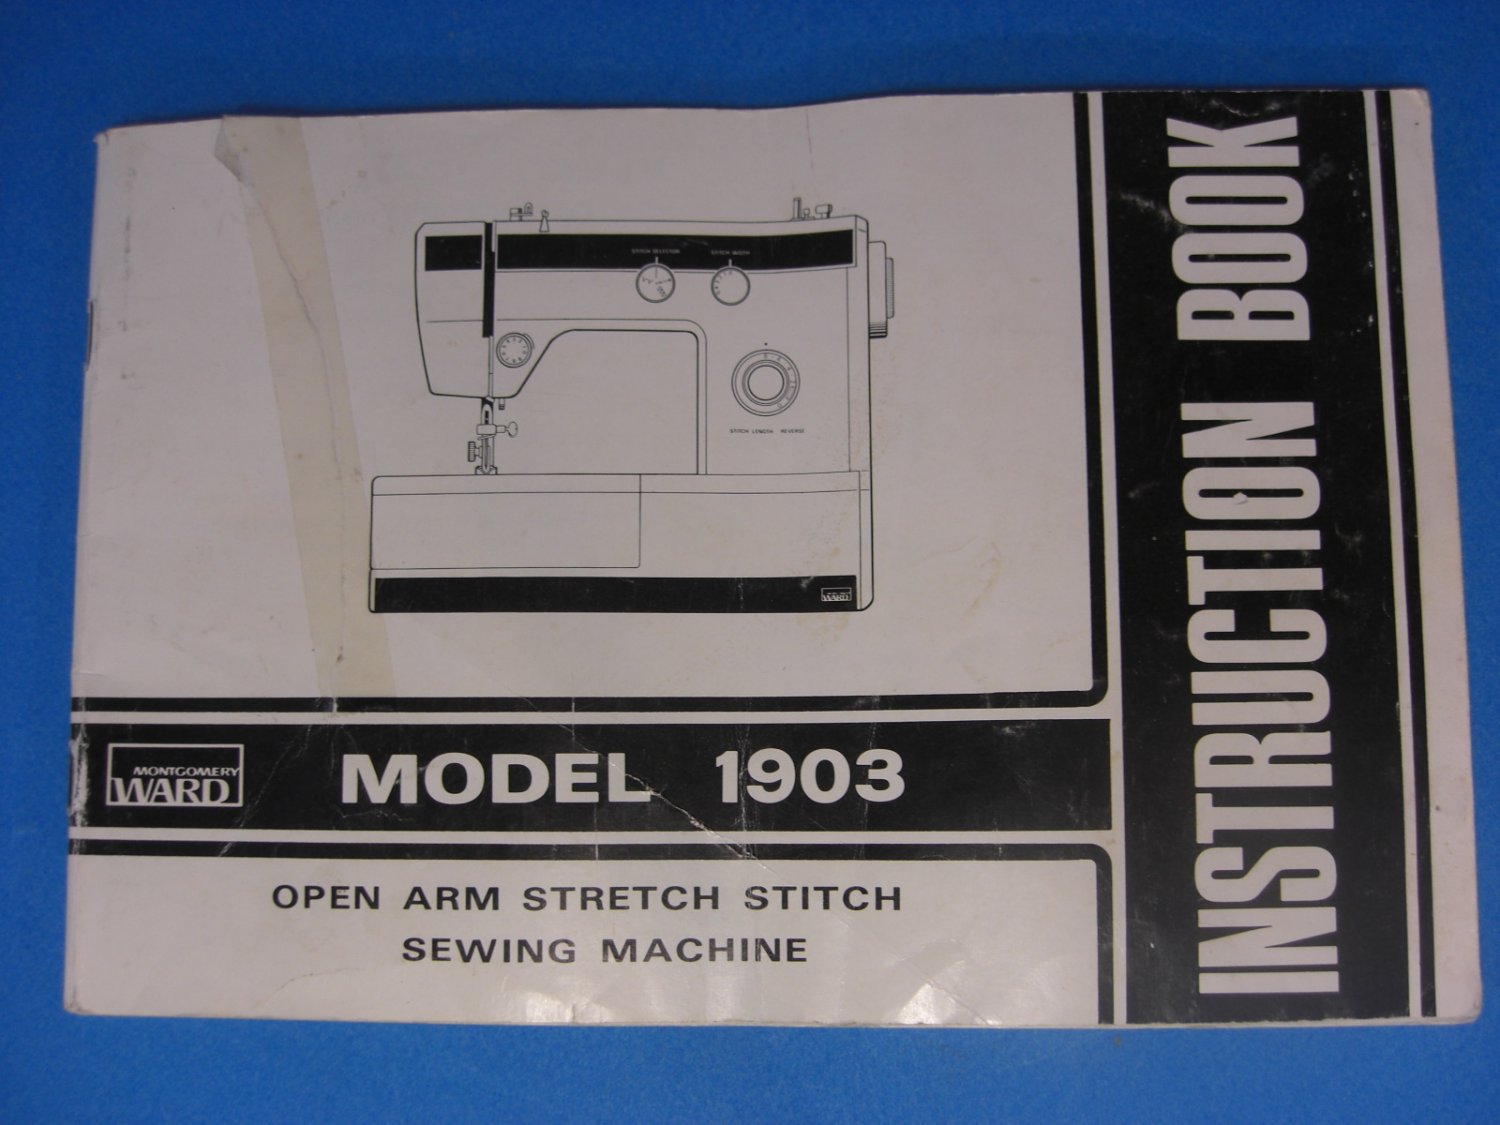 STITCH SELECTOR
STITCH WIDTH
STITCH LENGTH REVERSE
WARD
MONTGOMERY
WARD
MODEL 1903
OPEN ARM STRETCH STITCH
SEWING MACHINE
INSTRUCTION BOOK